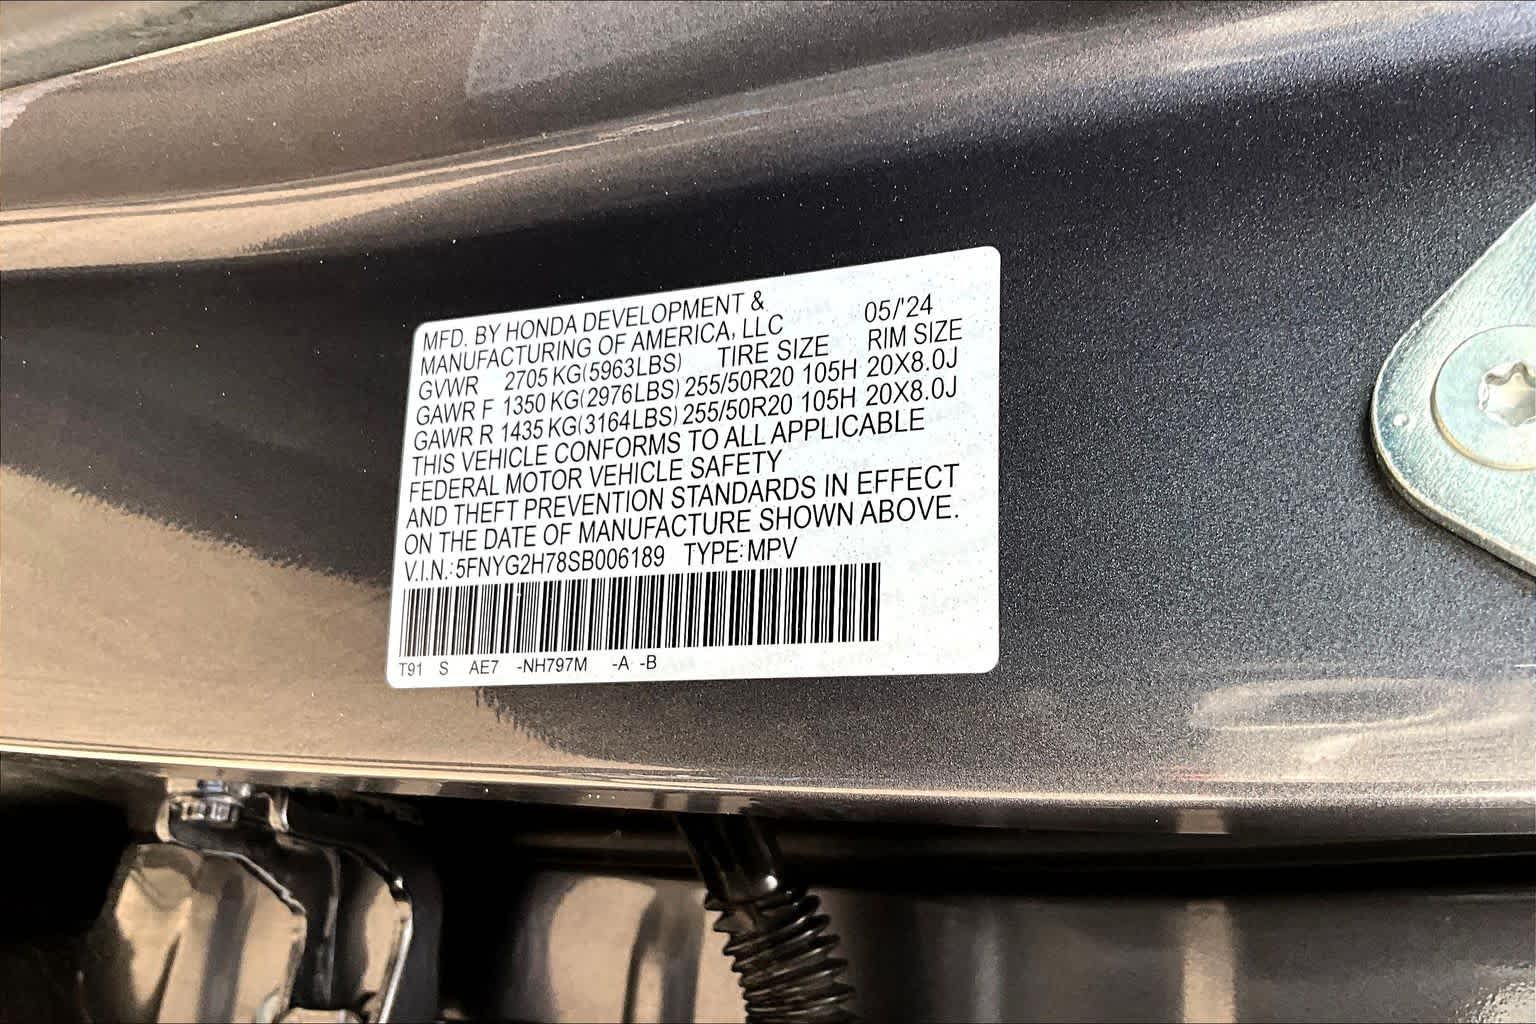 MFD. BY HONDA DEVELOPMENT & 05/'24
MANUFACTURING OF AMERICA, LLC RIM SIZE
GVWR 2705 KG(5963LBS) TIRE SIZE
GAWR F 1350 KG(2976LBS) 255/50R20 105H 20X8.0J
GAWR R 1435 KG(3164LBS) 255/50R20 105H 20X8.0J
THIS VEHICLE CONFORMS TO ALL APPLICABLE
FEDERAL MOTOR VEHICLE SAFETY
AND THEFT PREVENTION STANDARDS IN EFFECT
ON THE DATE OF MANUFACTURE SHOWN ABOVE.
V.I.N.:5FNYG2H78SB006189 TYPE:MPV
T91 S AE7 -NH797M -A -B